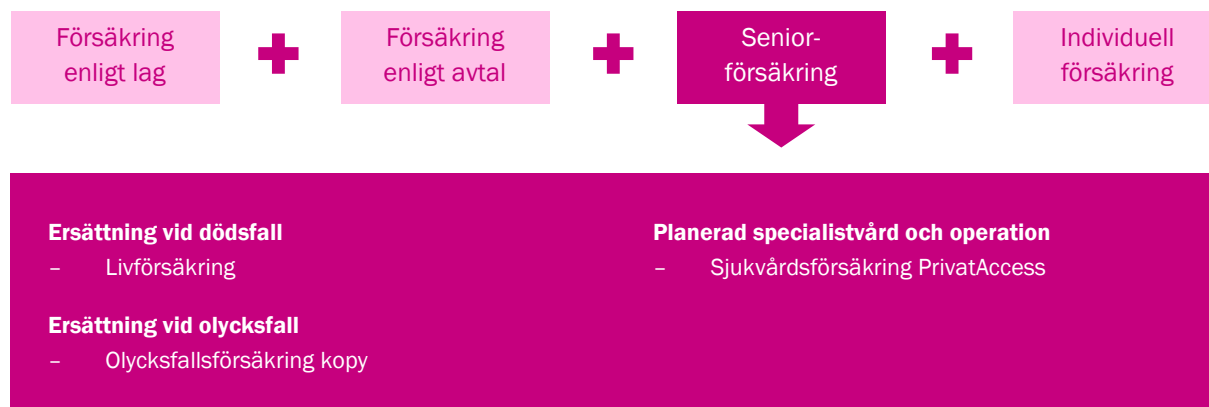 Försäkring
enligt lag
Försäkring
enligt avtal
Senior-
försäkring
Individuell
försäkring
Ersättning vid dödsfall
– Livförsäkring
Ersättning vid olycksfall
– Olycksfallsförsäkring kopy
Planerad specialistvård och operation
– Sjukvårdsförsäkring PrivatAccess